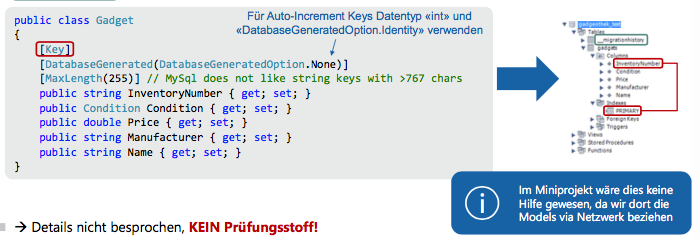 Für Auto-Increment Keys Datentyp «int» und
«DatabaseGeneratedOption.Identity» verwenden
public class Gadget
{
[Key]
[DatabaseGenerated(DatabaseGeneratedOption.None)]
[MaxLength(255)] // MySql does not like string keys with >767 chars
public string InventoryNumber { get; set; }
public Condition Condition { get; set; }
public double Price { get; set; }
public string Manufacturer { get; set; }
public string Name { get; set; }
}
gadgeothek_test
Tables
__migrationhistory
gadgets
Columns
InventoryNumber
Condition
Price
Manufacturer
Name
Indexes
PRIMARY
Foreign Keys
Triggers
Views
Stored Procedures
Functions
i
Im Miniprojekt wäre dies keine
Hilfe gewesen, da wir dort die
Models via Netzwerk beziehen
→ Details nicht besprochen, KEIN Prüfungsstoff!